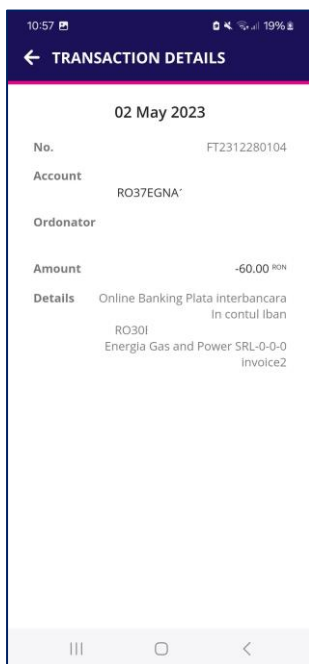 10:57 19%
TRANSACTION DETAILS
02 May 2023
No. FT2312280104
Account
RO37EGNA
Ordonator
Amount -60.00 RON
Details Online Banking Plata interbancara
In contul Iban
RO30I
Energia Gas and Power SRL-0-0-0
invoice2